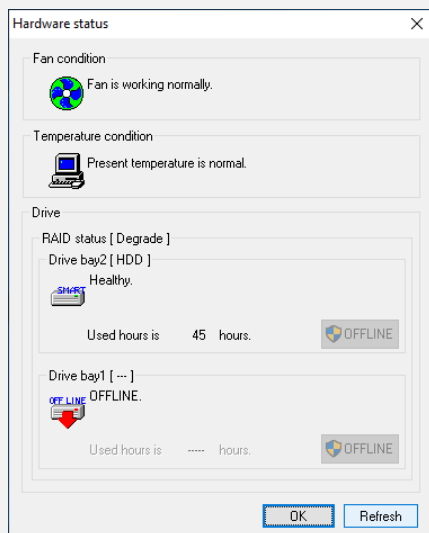 Hardware status
Fan condition
Fan is working normally.
Temperature condition
Present temperature is normal.
Drive
RAID status [ Degrade ]
Drive bay2 [ HDD ]
SMART
Healthy.
Used hours is 45 hours.
OFFLINE
Drive bay1 [ --- ]
OFF LINE
OFFLINE.
Used hours is ----- hours.
OFFLINE
OK
Refresh